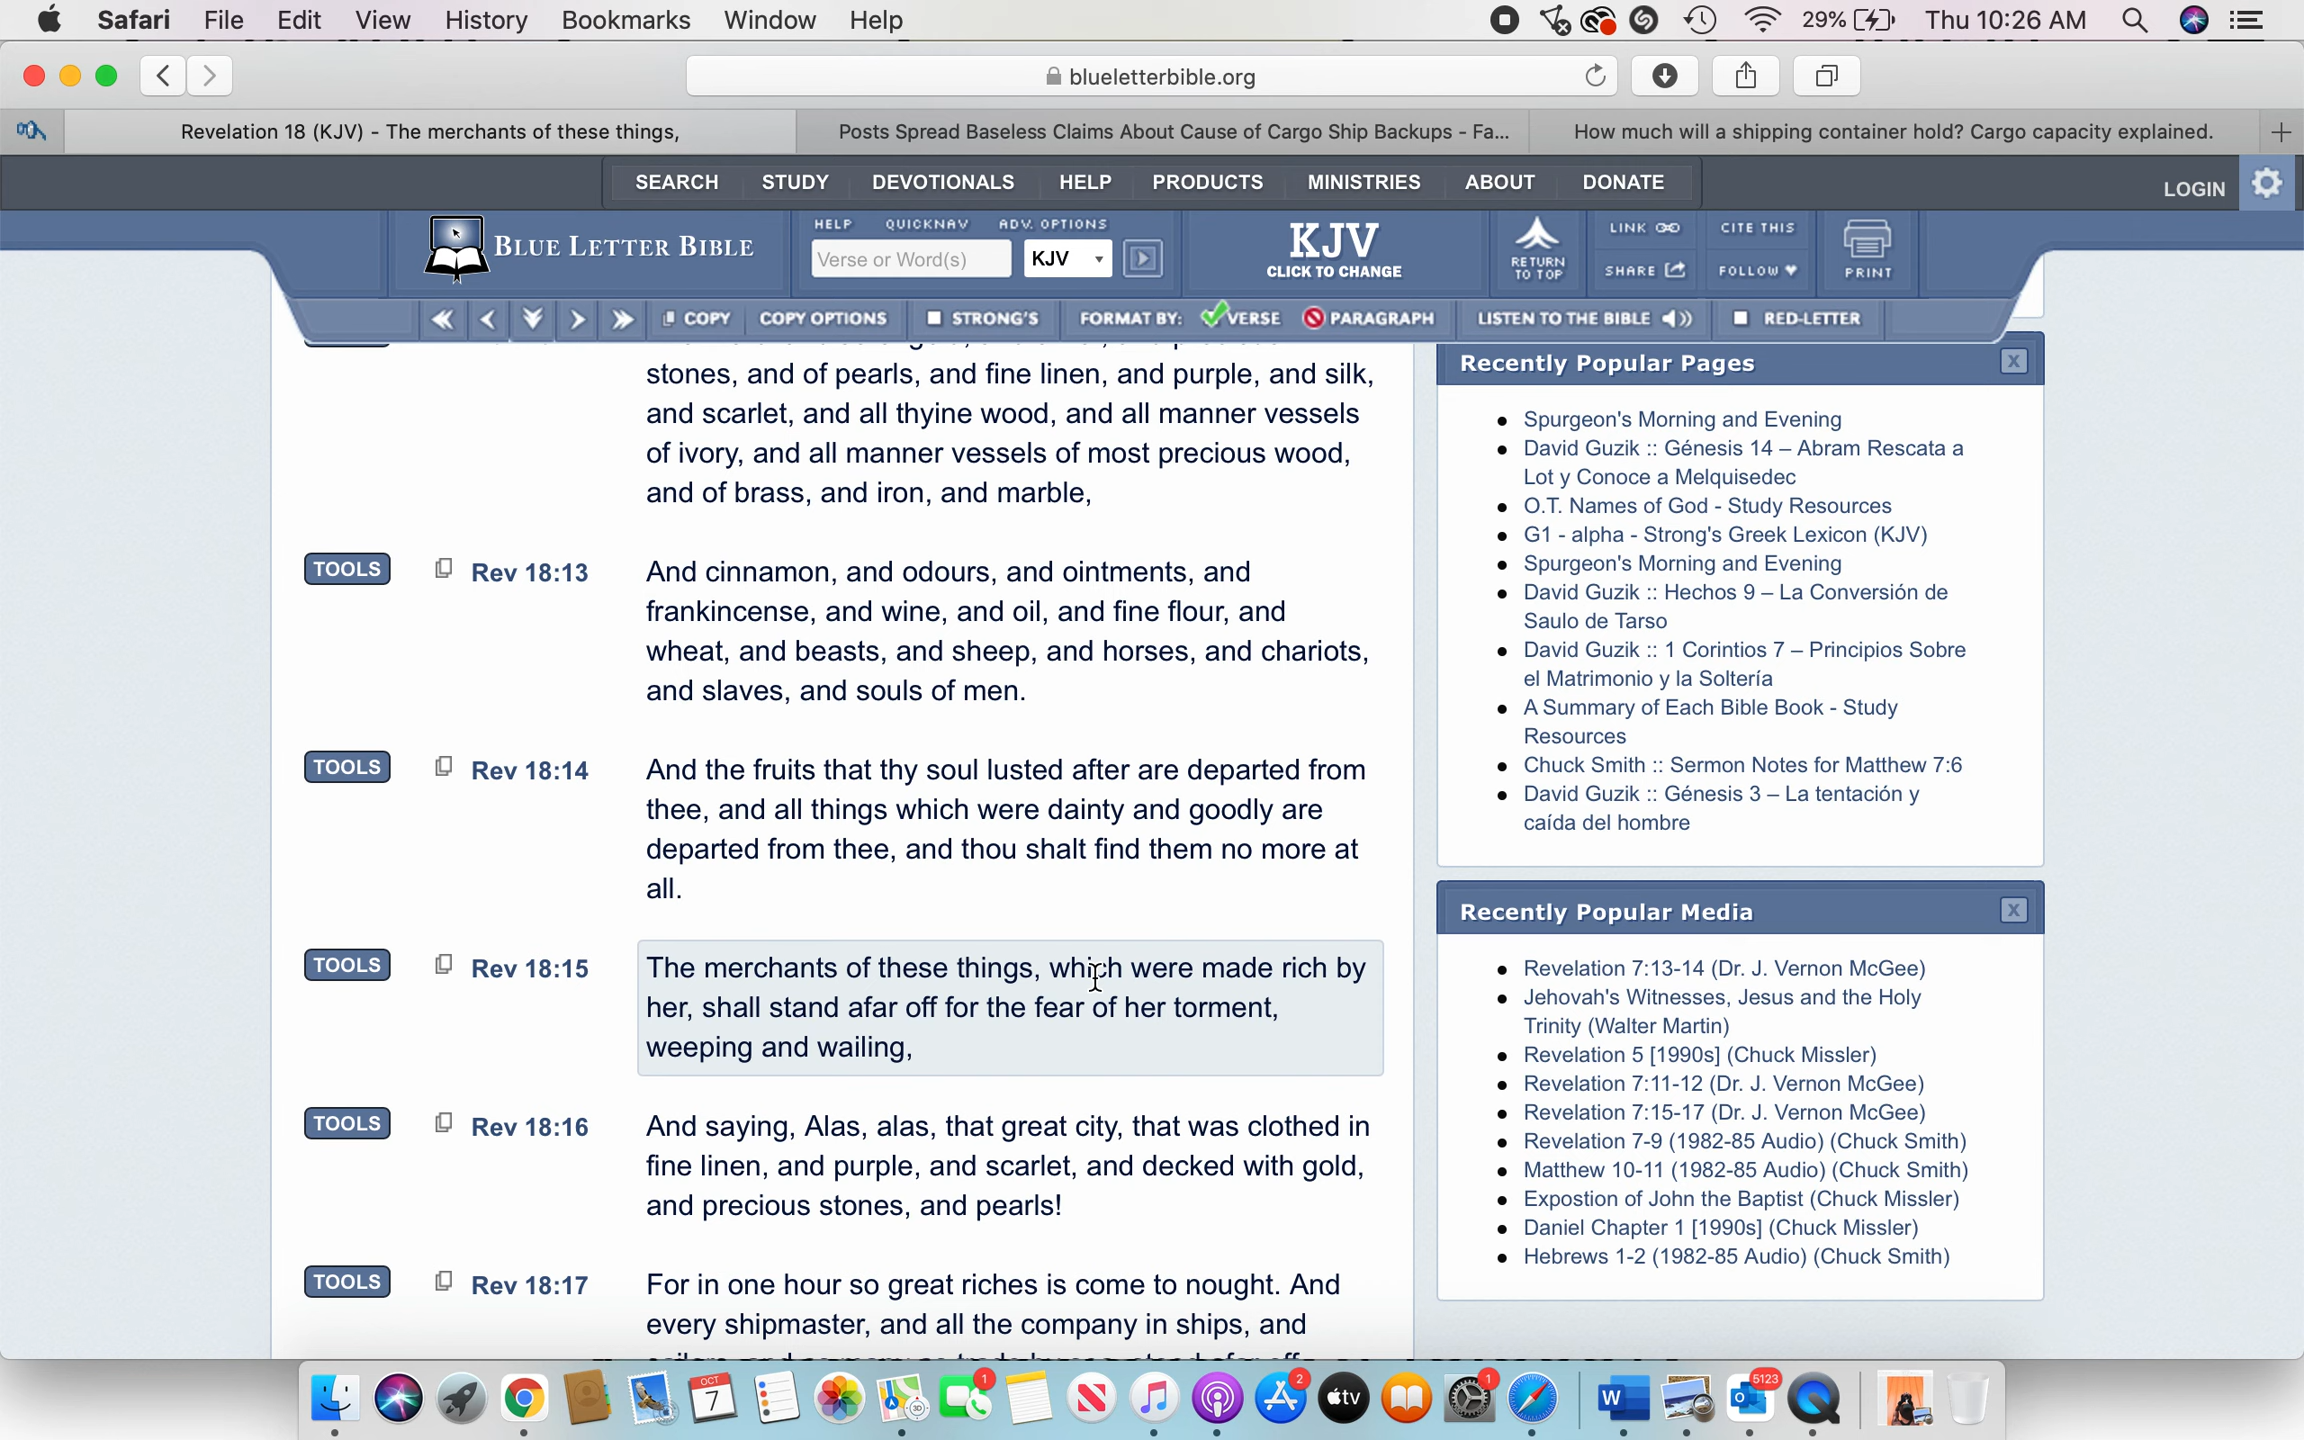 Safari File Edit View History Bookmarks Window Help 29% Thu 10:26 AM
blueletterbible.org
Revelation 18 (KJV) - The merchants of these things,
Posts Spread Baseless Claims About Cause of Cargo Ship Backups - Fa...
How much will a shipping container hold? Cargo capacity explained.
SEARCH STUDY DEVOTIONALS HELP PRODUCTS MINISTRIES ABOUT DONATE
LOGIN
BLUE LETTER BIBLE
HELP QUICKNAV ADV. OPTIONS
Verse or Word(s) KJV
KJV
CLICK TO CHANGE
RETURN
TO TOP
LINK CITE THIS
SHARE FOLLOW
PRINT
COPY COPY OPTIONS STRONG'S FORMAT BY: VERSE PARAGRAPH LISTEN TO THE BIBLE RED-LETTER
stones, and of pearls, and fine linen, and purple, and silk,
and scarlet, and all thyine wood, and all manner vessels
of ivory, and all manner vessels of most precious wood,
and of brass, and iron, and marble,
TOOLS Rev 18:13 And cinnamon, and odours, and ointments, and
frankincense, and wine, and oil, and fine flour, and
wheat, and beasts, and sheep, and horses, and chariots,
and slaves, and souls of men.
TOOLS Rev 18:14 And the fruits that thy soul lusted after are departed from
thee, and all things which were dainty and goodly are
departed from thee, and thou shalt find them no more at
all.
TOOLS Rev 18:15 The merchants of these things, which were made rich by
her, shall stand afar off for the fear of her torment,
weeping and wailing,
TOOLS Rev 18:16 And saying, Alas, alas, that great city, that was clothed in
fine linen, and purple, and scarlet, and decked with gold,
and precious stones, and pearls!
TOOLS Rev 18:17 For in one hour so great riches is come to nought. And
every shipmaster, and all the company in ships, and
Recently Popular Pages
Spurgeon's Morning and Evening
David Guzik :: Génesis 14 – Abram Rescata a
Lot y Conoce a Melquisedec
O.T. Names of God - Study Resources
G1 - alpha - Strong's Greek Lexicon (KJV)
Spurgeon's Morning and Evening
David Guzik :: Hechos 9 – La Conversión de
Saulo de Tarso
David Guzik :: 1 Corintios 7 – Principios Sobre
el Matrimonio y la Soltería
A Summary of Each Bible Book - Study
Resources
Chuck Smith :: Sermon Notes for Matthew 7:6
David Guzik :: Génesis 3 – La tentación y
caída del hombre
Recently Popular Media
Revelation 7:13-14 (Dr. J. Vernon McGee)
Jehovah's Witnesses, Jesus and the Holy
Trinity (Walter Martin)
Revelation 5 [1990s] (Chuck Missler)
Revelation 7:11-12 (Dr. J. Vernon McGee)
Revelation 7:15-17 (Dr. J. Vernon McGee)
Revelation 7-9 (1982-85 Audio) (Chuck Smith)
Matthew 10-11 (1982-85 Audio) (Chuck Smith)
Expostion of John the Baptist (Chuck Missler)
Daniel Chapter 1 [1990s] (Chuck Missler)
Hebrews 1-2 (1982-85 Audio) (Chuck Smith)
OCT
7
3D
1
tv
2
1
W
5123